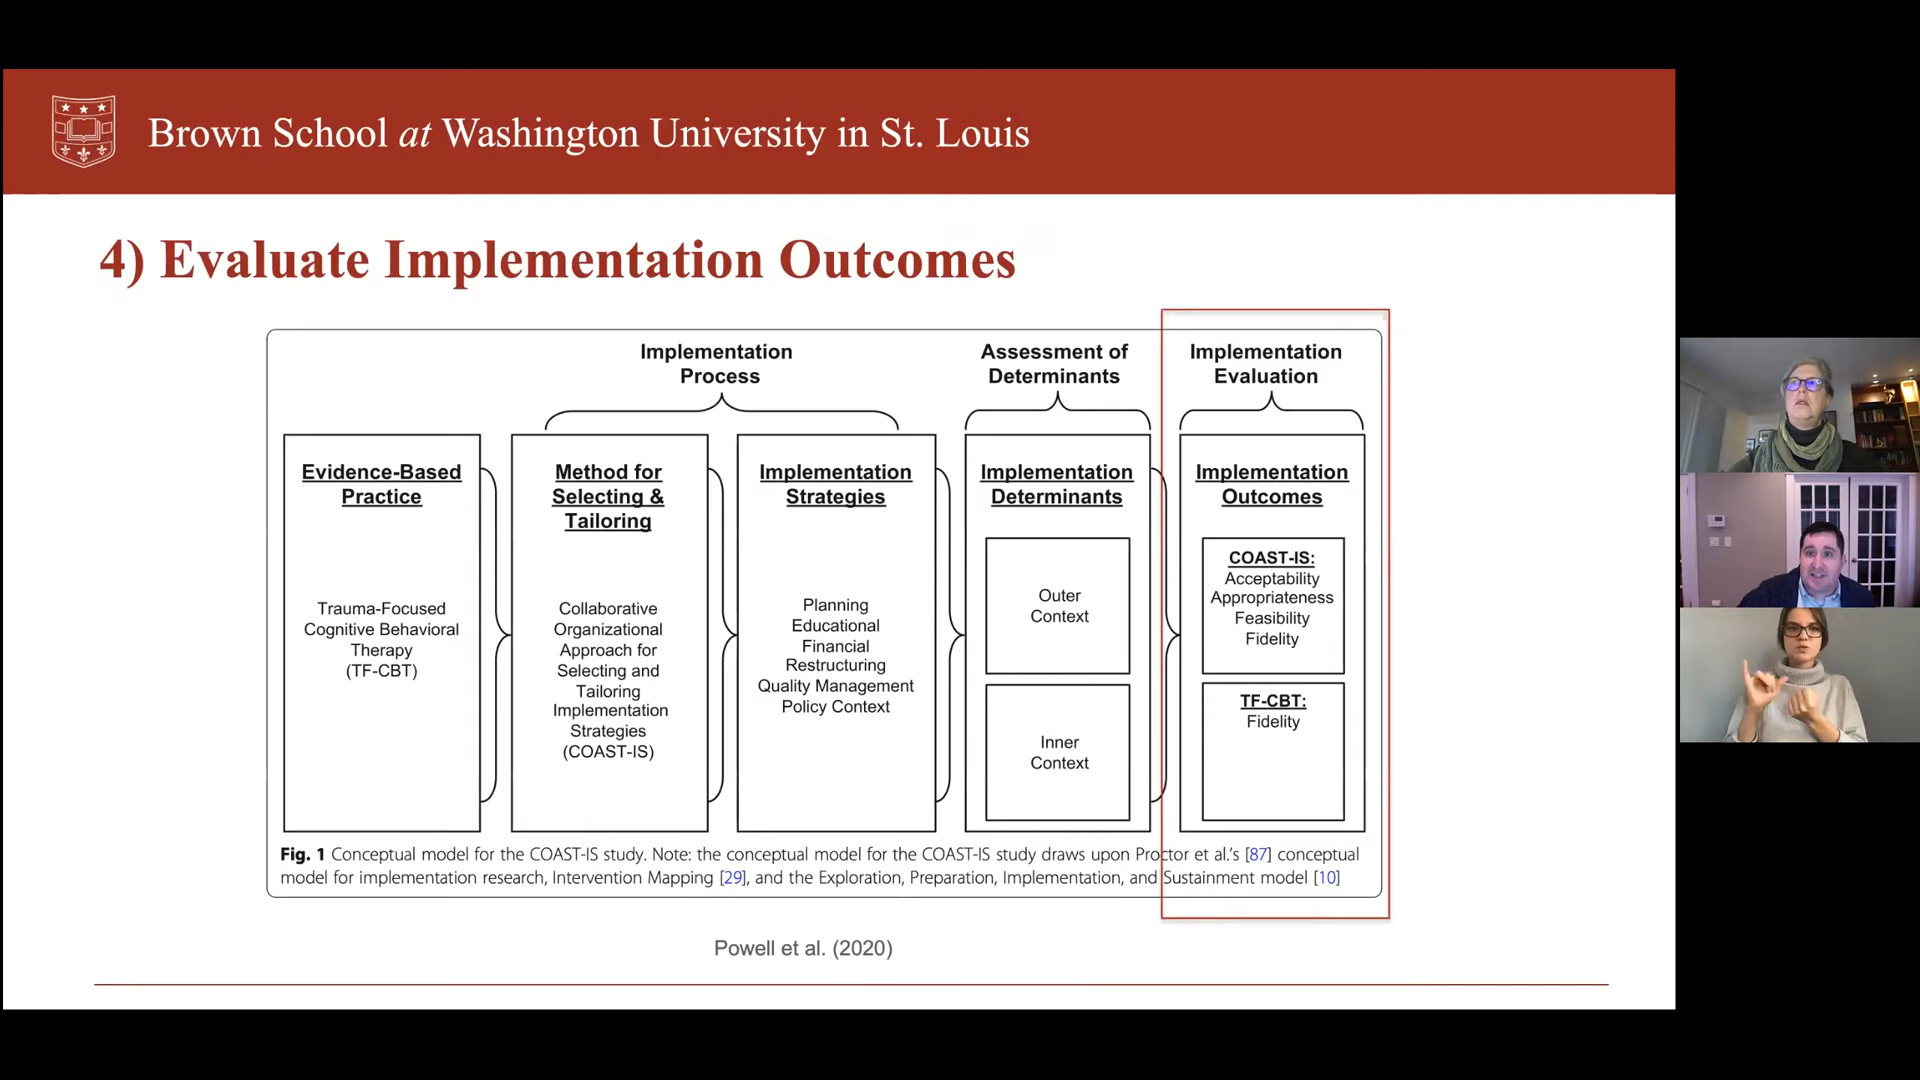 Brown School at Washington University in St. Louis
4) Evaluate Implementation Outcomes
Implementation
Process
Assessment of
Determinants
Implementation
Evaluation
Evidence-Based
Practice
Trauma-Focused
Cognitive Behavioral
Therapy
(TF-CBT)
Method for
Selecting &
Tailoring
Collaborative
Organizational
Approach for
Selecting and
Tailoring
Implementation
Strategies
(COAST-IS)
Implementation
Strategies
Planning
Educational
Financial
Restructuring
Quality Management
Policy Context
Implementation
Determinants
Outer
Context
Inner
Context
Implementation
Outcomes
COAST-IS:
Acceptability
Appropriateness
Feasibility
Fidelity
TF-CBT:
Fidelity
Fig. 1 Conceptual model for the COAST-IS study. Note: the conceptual model for the COAST-IS study draws upon Proctor et al.'s [87] conceptual
model for implementation research, Intervention Mapping [29], and the Exploration, Preparation, Implementation, and Sustainment model [10]
Powell et al. (2020)